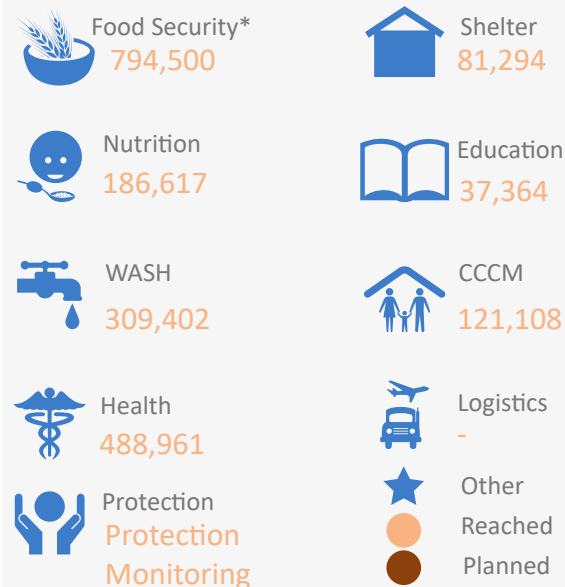 Food Security*
794,500
Shelter
81,294
Nutrition
186,617
Education
37,364
WASH
309,402
CCCM
121,108
Health
488,961
Logistics
-
Protection
Protection
Monitoring
Other
Reached
Planned